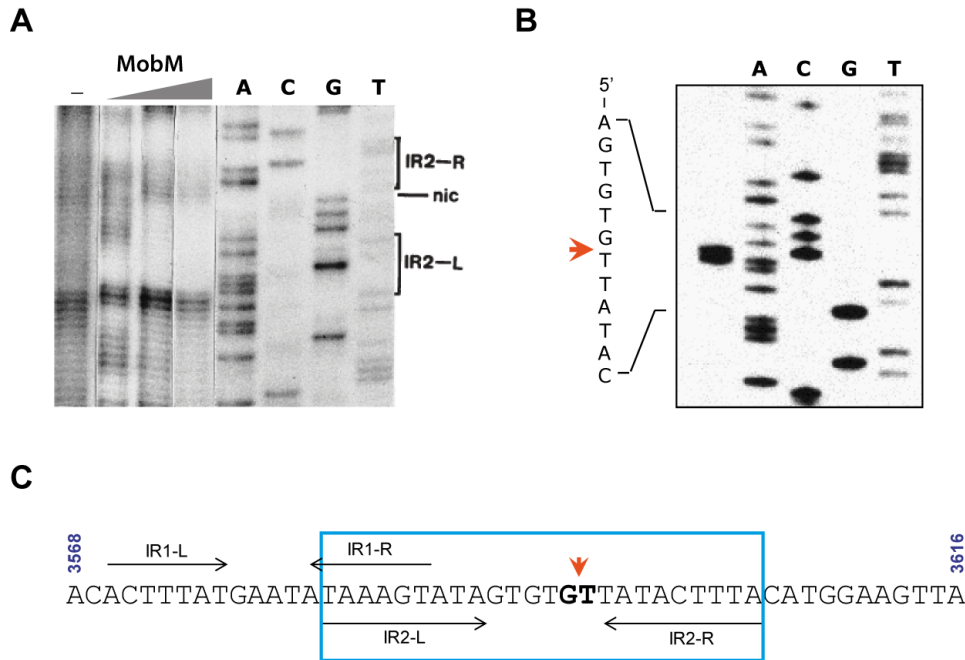 A
MobM
– A C G T
IR2–R
nic
IR2–L
B
A C G T
5'
A
G
T
G
T
G
T
T
A
T
A
C
C
3568
3616
IR1-L
IR1-R
ACACTTTATGAATATAAAGTATAGTGTGTTATACTTTACATGGAAGTTA
IR2-L
IR2-R